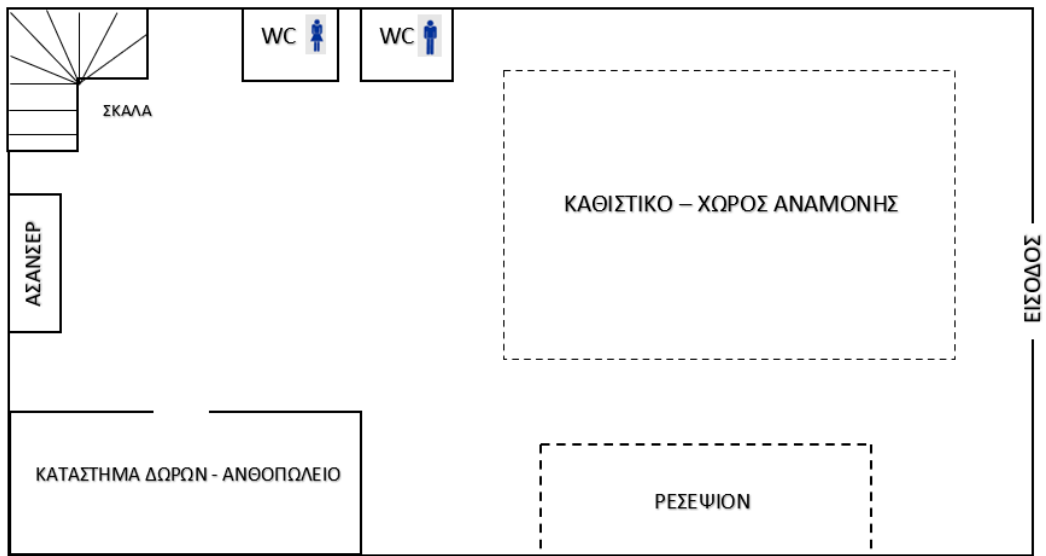 WC
WC
ΣΚΑΛΑ
ΚΑΘΙΣΤΙΚΟ – ΧΩΡΟΣ ΑΝΑΜΟΝΗΣ
ΑΣΑΝΣΕΡ
ΕΙΣΟΔΟΣ
ΚΑΤΑΣΤΗΜΑ ΔΩΡΩΝ - ΑΝΘΟΠΩΛΕΙΟ
ΡΕΣΕΨΙΟΝ